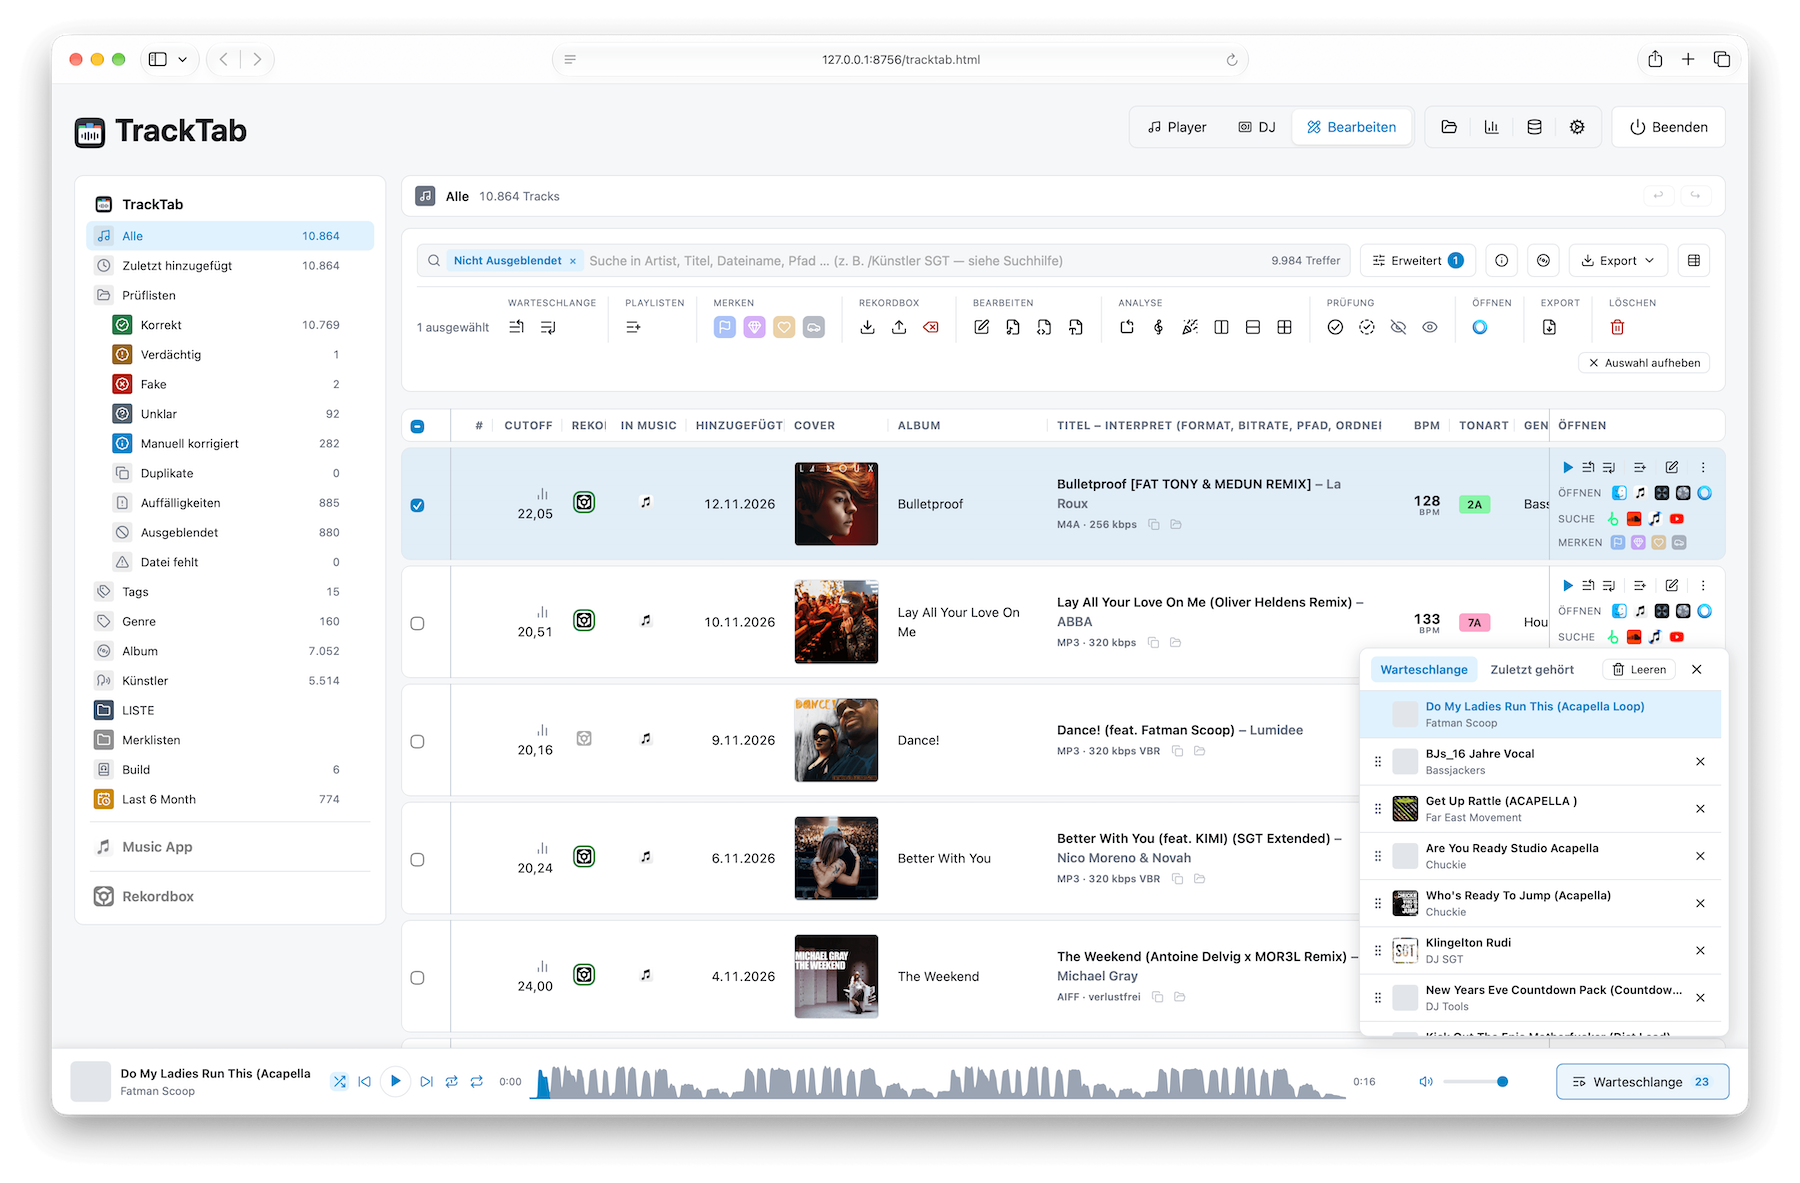 127.0.0.1:8756/tracktab.html
TrackTab
Player
DJ
Bearbeiten
Beenden
TrackTab
Alle 10.864
Zuletzt hinzugefügt 10.864
Prüflisten
Korrekt 10.769
Verdächtig 1
Fake 2
Unklar 92
Manuell korrigiert 282
Duplikate 0
Auffälligkeiten 885
Ausgeblendet 880
Datei fehlt 0
Tags 15
Genre 160
Album 7.052
Künstler 5.514
LISTE
Merklisten
Build 6
Last 6 Month 774
Music App
Rekordbox
Alle 10.864 Tracks
Nicht Ausgeblendet ×
Suche in Artist, Titel, Dateiname, Pfad ... (z. B. /Künstler SGT — siehe Suchhilfe)
9.984 Treffer
Erweitert 1
Export
1 ausgewählt
WARTESCHLANGE
PLAYLISTEN
MERKEN
REKORDBOX
BEARBEITEN
ANALYSE
PRÜFUNG
ÖFFNEN
EXPORT
LÖSCHEN
Auswahl aufheben
# CUTOFF REKO IN MUSIC HINZUGEFÜGT COVER ALBUM TITEL – INTERPRET (FORMAT, BITRATE, PFAD, ORDNE BPM TONART GEN ÖFFNEN
22,05
12.11.2026
LA ROUX
Bulletproof
Bulletproof [FAT TONY & MEDUN REMIX] – La
Roux
M4A · 256 kbps
128
BPM
2A
Bass
ÖFFNEN
SUCHE
MERKEN
20,51
10.11.2026
Lay All Your Love On
Me
Lay All Your Love On Me (Oliver Heldens Remix) –
ABBA
MP3 · 320 kbps
133
BPM
7A
Hou
ÖFFNEN
SUCHE
20,16
9.11.2026
DANCE!
Dance!
Dance! (feat. Fatman Scoop) – Lumidee
MP3 · 320 kbps VBR
20,24
6.11.2026
Better With You
Better With You (feat. KIMI) (SGT Extended) –
Nico Moreno & Novah
MP3 · 320 kbps VBR
24,00
4.11.2026
MICHAEL GRAY
THE WEEKEND
The Weekend
The Weekend (Antoine Delvig x MOR3L Remix) –
Michael Gray
AIFF · verlustfrei
Warteschlange
Zuletzt gehört
Leeren
Do My Ladies Run This (Acapella Loop)
Fatman Scoop
BJs_16 Jahre Vocal
Bassjackers
Get Up Rattle (ACAPELLA )
Far East Movement
Are You Ready Studio Acapella
Chuckie
Who's Ready To Jump (Acapella)
Chuckie
SGT
Klingelton Rudi
DJ SGT
New Years Eve Countdown Pack (Countdow...
DJ Tools
Do My Ladies Run This (Acapella
Fatman Scoop
0:00
0:16
Warteschlange 23